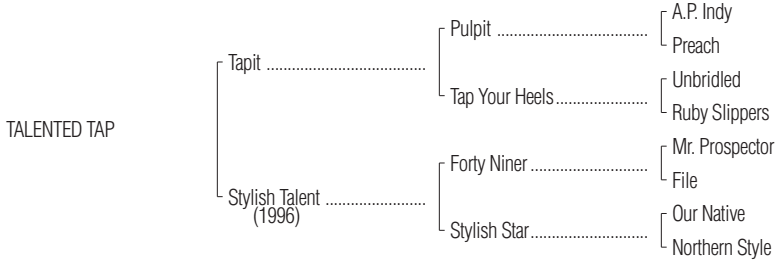 A.P. Indy
Pulpit ..................................
Preach
Tapit ....................................
Unbridled
Tap Your Heels .....................
Ruby Slippers
TALENTED TAP
Mr. Prospector
Forty Niner ...........................
File
Stylish Talent .......................
(1996)
Our Native
Stylish Star...........................
Northern Style